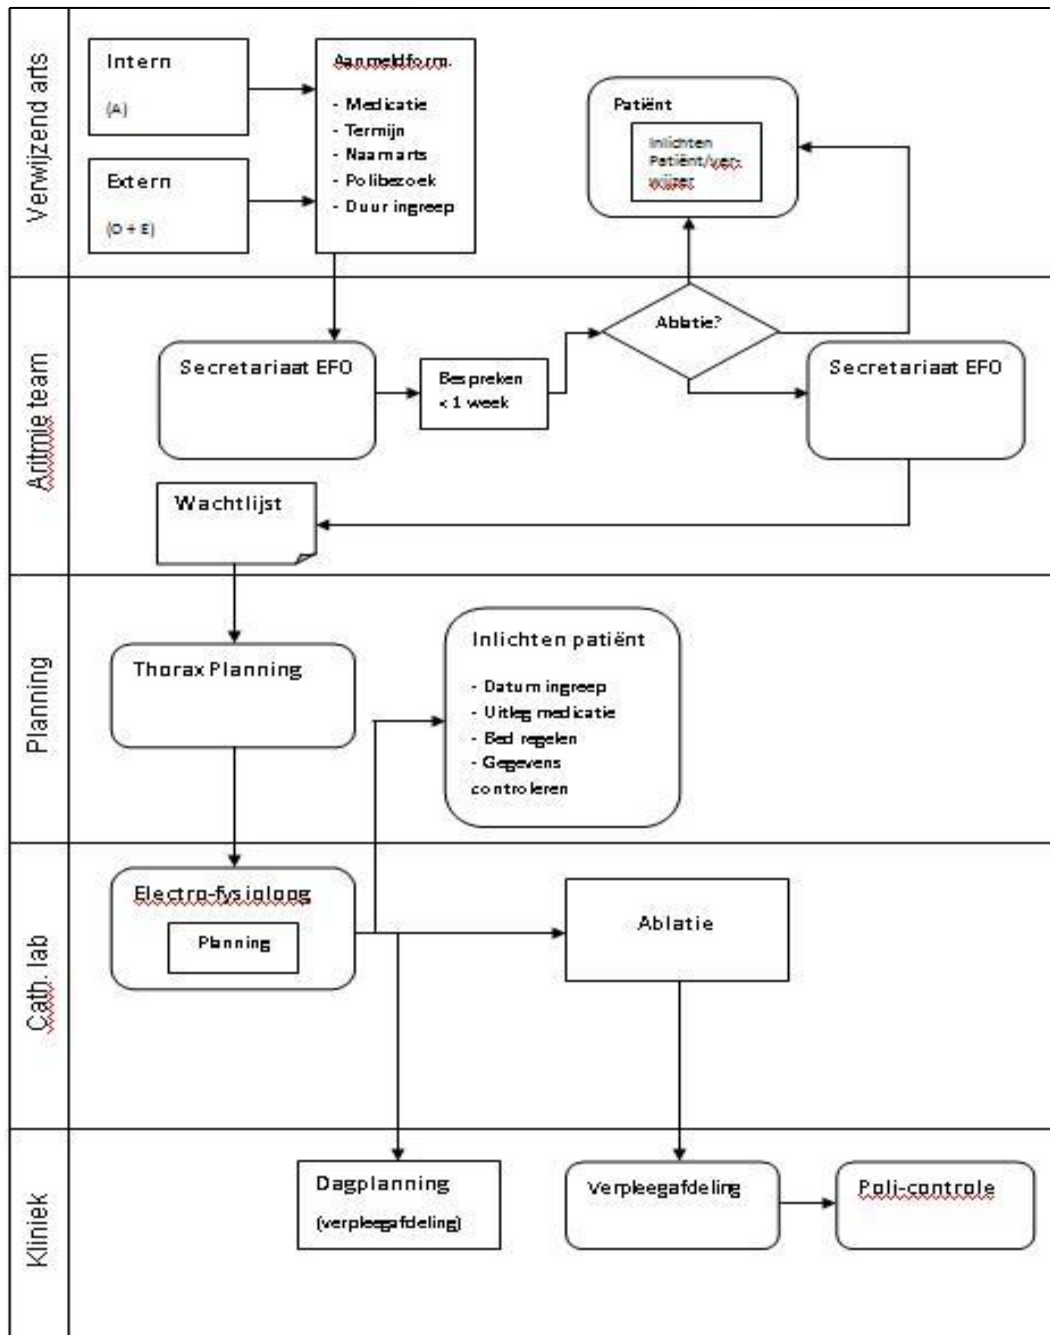 Verwijzend arts
Intern
(A)
Extern
(O + E)
Aanmeldform.
- Medicatie
- Termijn
- Naam arts
- Polibezoek
- Duur ingreep
Patiënt
Inlichten
Patiënt/ver-
wijzer
Aritmie team
Secretariaat EFO
Bespreken
< 1 week
Ablatie?
Secretariaat EFO
Wachtlijst
Planning
Thorax Planning
Inlichten patiënt
- Datum ingreep
- Uitleg medicatie
- Bed regelen
- Gegevens
controleren
Cath. lab
Electro-fysioloog
Planning
Ablatie
Kliniek
Dagplanning
(verpleegafdeling)
Verpleegafdeling
Poli-controle